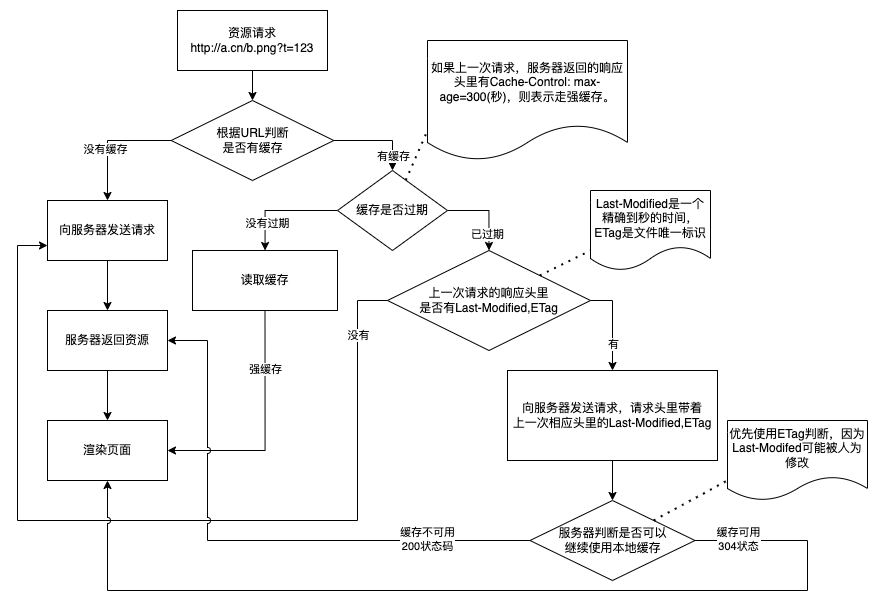 资源请求
http://a.cn/b.png?t=123
如果上一次请求，服务器返回的响应
头里有Cache-Control: max-
age=300(秒)，则表示走强缓存。
根据URL判断
是否有缓存
没有缓存
有缓存
向服务器发送请求
缓存是否过期
没有过期
已过期
Last-Modified是一个
精确到秒的时间，
ETag是文件唯一标识
读取缓存
上一次请求的响应头里
是否有Last-Modified,ETag
没有
有
服务器返回资源
强缓存
向服务器发送请求，请求头里带着
上一次相应头里的Last-Modified,ETag
渲染页面
优先使用ETag判断，因为
Last-Modifed可能被人为
修改
服务器判断是否可以
继续使用本地缓存
缓存不可用
200状态码
缓存可用
304状态